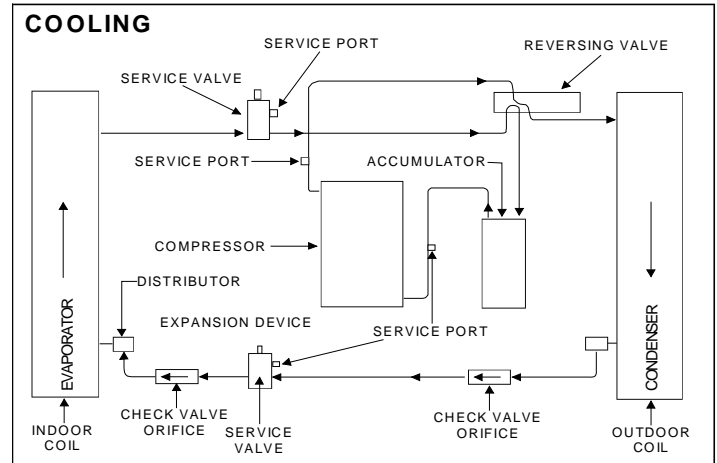 COOLING
SERVICE PORT
REVERSING VALVE
SERVICE VALVE
SERVICE PORT
ACCUMULATOR
COMPRESSOR
DISTRIBUTOR
EXPANSION DEVICE
SERVICE PORT
EVAPORATOR
CONDENSER
CHECK VALVE
ORIFICE
SERVICE
VALVE
CHECK VALVE
ORIFICE
INDOOR
COIL
OUTDOOR
COIL